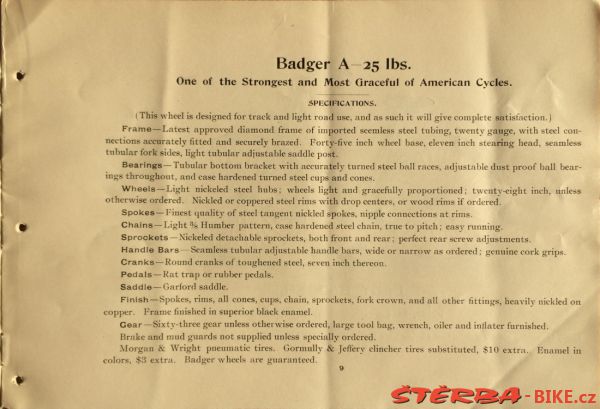 Badger A—25 lbs.
One of the Strongest and Most Graceful of American Cycles.
SPECIFICATIONS.
(This wheel is designed for track and light road use, and as such it will give complete satisfaction.)
Frame—Latest approved diamond frame of imported seemless steel tubing, twenty gauge, with steel con-
nections accurately fitted and securely brazed. Forty-five inch wheel base, eleven inch stearing head, seamless
tubular fork sides, light tubular adjustable saddle post.
Bearings—Tubular bottom bracket with accurately turned steel ball races, adjustable dust proof ball bear-
ings throughout, and case hardened turned steel cups and cones.
Wheels—Light nickeled steel hubs; wheels light and gracefully proportioned; twenty-eight inch, unless
otherwise ordered. Nickled or coppered steel rims with drop centers, or wood rims if ordered.
Spokes—Finest quality of steel tangent nickled spokes, nipple connections at rims.
Chains—Light Humber pattern, case hardened steel chain, true to pitch; easy running.
Sprockets—Nickeled detachable sprockets, both front and rear; perfect rear screw adjustments.
Handle Bars—Seamless tubular adjustable handle bars, wide or narrow as ordered; genuine cork grips.
Cranks—Round cranks of toughened steel, seven inch thereon.
Pedals—Rat trap or rubber pedals.
Saddle—Garford saddle.
Finish—Spokes, rims, all cones, cups, chain, sprockets, fork crown, and all other fittings, heavily nickled on
copper. Frame finished in superior black enamel.
Gear—Sixty-three gear unless otherwise ordered, large tool bag, wrench, oiler and inflater furnished.
Brake and mud guards not supplied unless specially ordered.
Morgan & Wright pneumatic tires. Gormully & Jeffery clincher tires substituted, $10 extra. Enamel in
colors, $3 extra. Badger wheels are guaranteed.
9
ŠTĚRBA-BIKE.cz